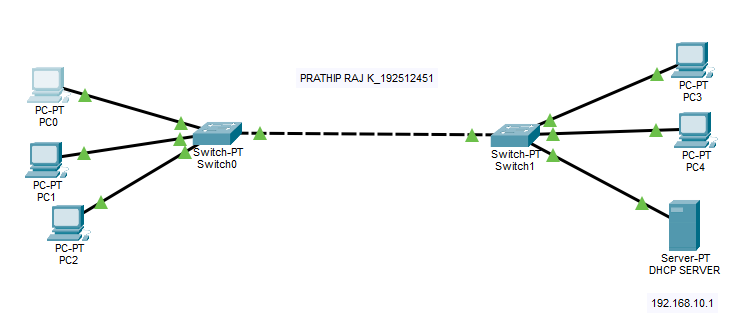 PRATHIP RAJ K_192512451
PC-PT
PC0
PC-PT
PC1
PC-PT
PC2
Switch-PT
Switch0
Switch-PT
Switch1
PC-PT
PC3
PC-PT
PC4
Server-PT
DHCP SERVER
192.168.10.1